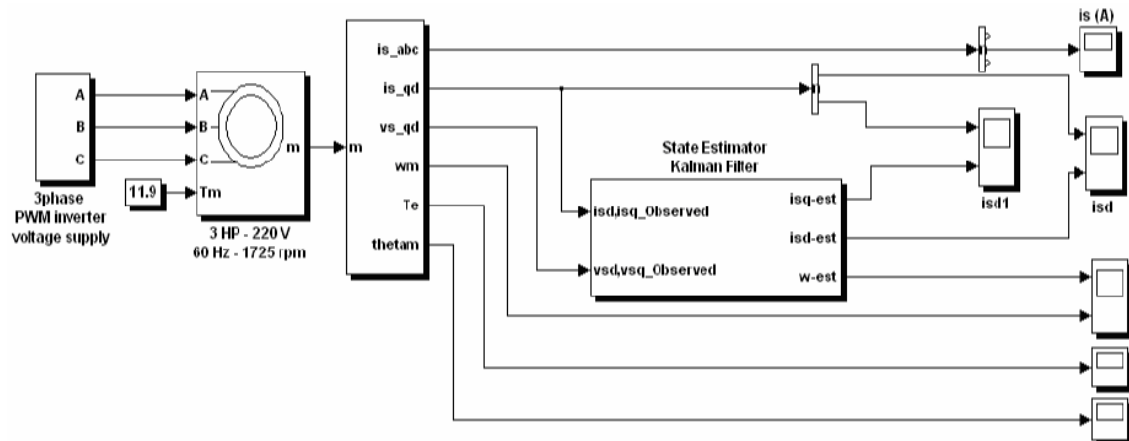 is (A)
is_abc
is_qd
vs_qd
wm
Te
thetam
m
A
B
C
A
B
C
m
Tm
11.9
3phase
PWM inverter
voltage supply
3 HP - 220 V
60 Hz - 1725 rpm
State Estimator
Kalman Filter
isd,isq_Observed
vsd,vsq_Observed
isq-est
isd-est
w-est
isd1
isd